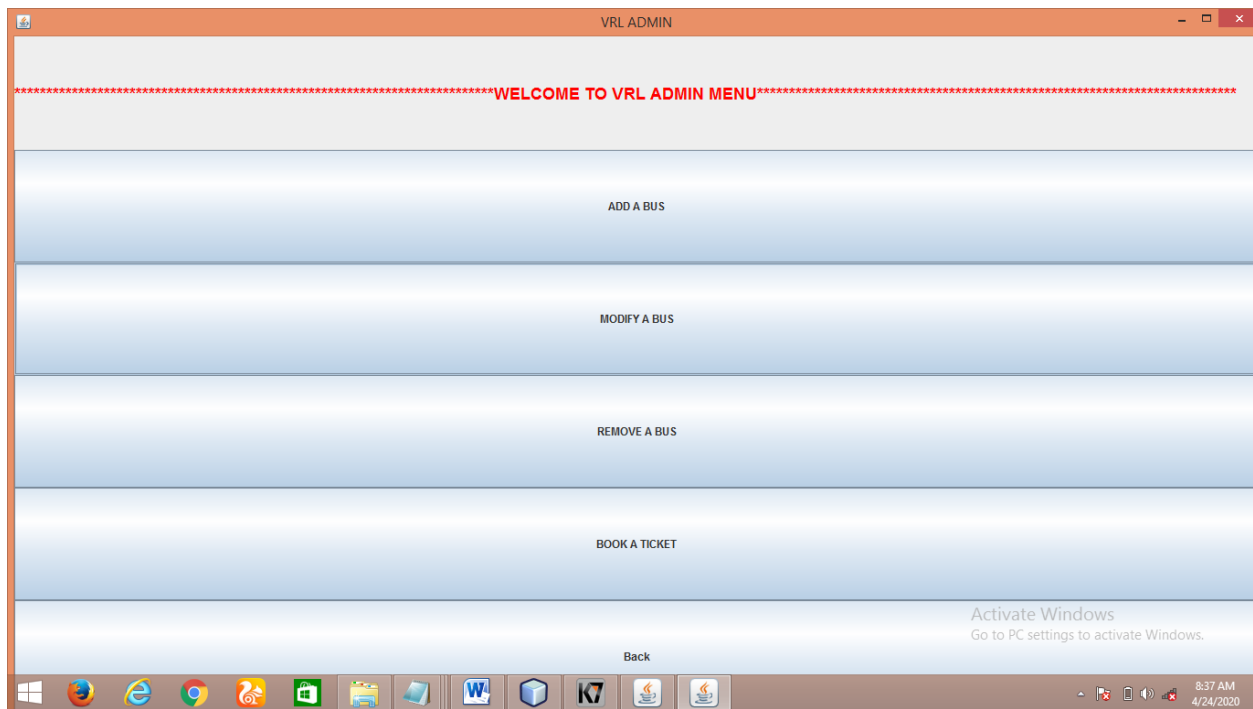 VRL ADMIN
***************************************************************************WELCOME TO VRL ADMIN MENU***************************************************************************
ADD A BUS
MODIFY A BUS
REMOVE A BUS
BOOK A TICKET
Back
Activate Windows
Go to PC settings to activate Windows.
W
K7
8:37 AM
4/24/2020